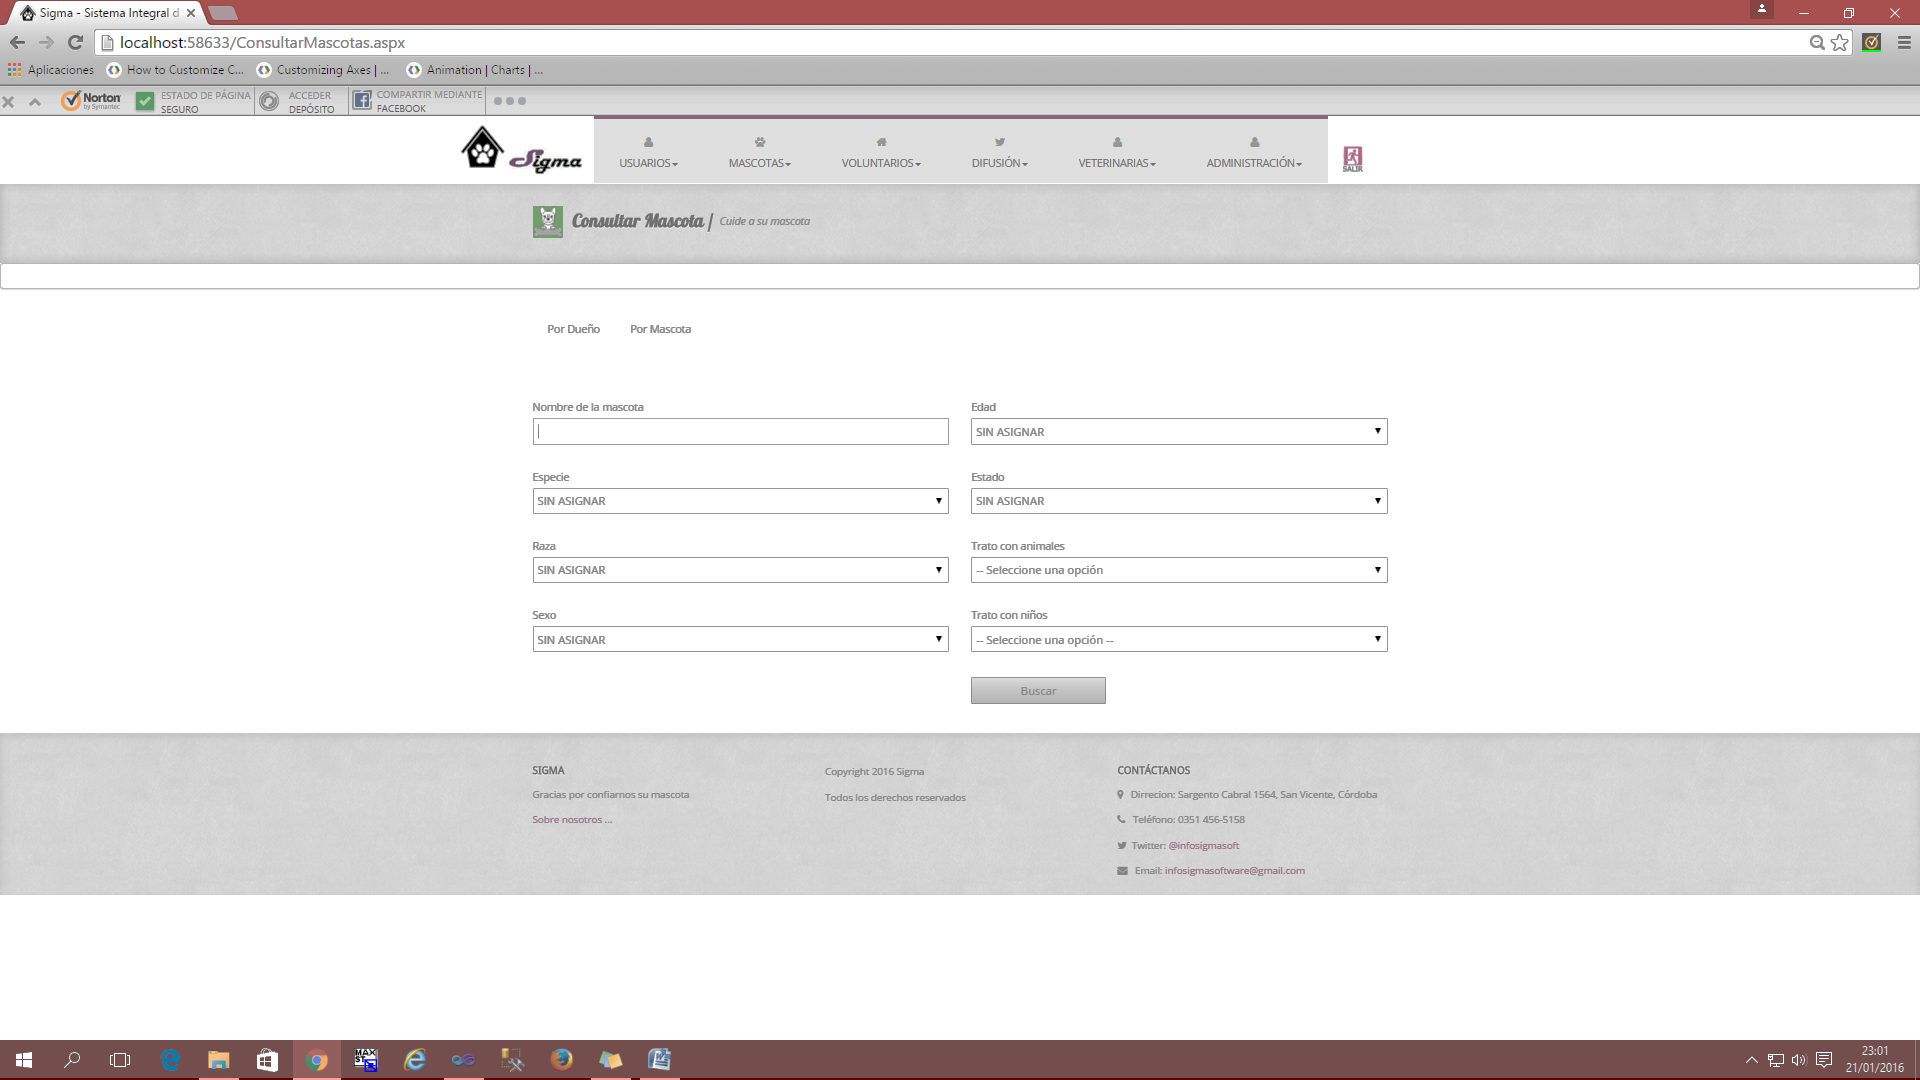 Sigma - Sistema Integral d
localhost:58633/ConsultarMascotas.aspx
Aplicaciones How to Customize C... Customizing Axes | ... Animation | Charts | ...
Norton by Symantec
ESTADO DE PÁGINA
SEGURO
ACCEDER
DEPÓSITO
COMPARTIR MEDIANTE
FACEBOOK
Sigma
USUARIOS MASCOTAS VOLUNTARIOS DIFUSIÓN VETERINARIAS ADMINISTRACIÓN
SALIR
Consultar Mascota / Cuide a su mascota
Por Dueño Por Mascota
Nombre de la mascota
Edad
SIN ASIGNAR
Especie
SIN ASIGNAR
Estado
SIN ASIGNAR
Raza
SIN ASIGNAR
Trato con animales
-- Seleccione una opción
Sexo
SIN ASIGNAR
Trato con niños
-- Seleccione una opción --
Buscar
SIGMA
Gracias por confiarnos su mascota
Sobre nosotros ...
Copyright 2016 Sigma
Todos los derechos reservados
CONTÁCTANOS
Dirrecion: Sargento Cabral 1564, San Vicente, Córdoba
Teléfono: 0351 456-5158
Twitter: @infosigmasoft
Email: infosigmasoftware@gmail.com
MAX
ST
23:01
21/01/2016